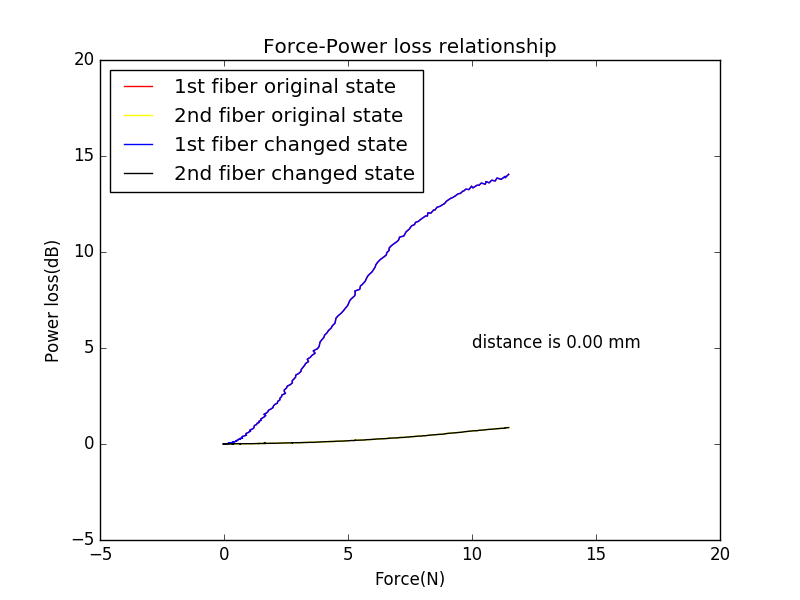 Force-Power loss relationship
20
15
10
5
0
−5
1st fiber original state
2nd fiber original state
1st fiber changed state
2nd fiber changed state
Power loss(dB)
distance is 0.00 mm
−5 0 5 10 15 20
Force(N)